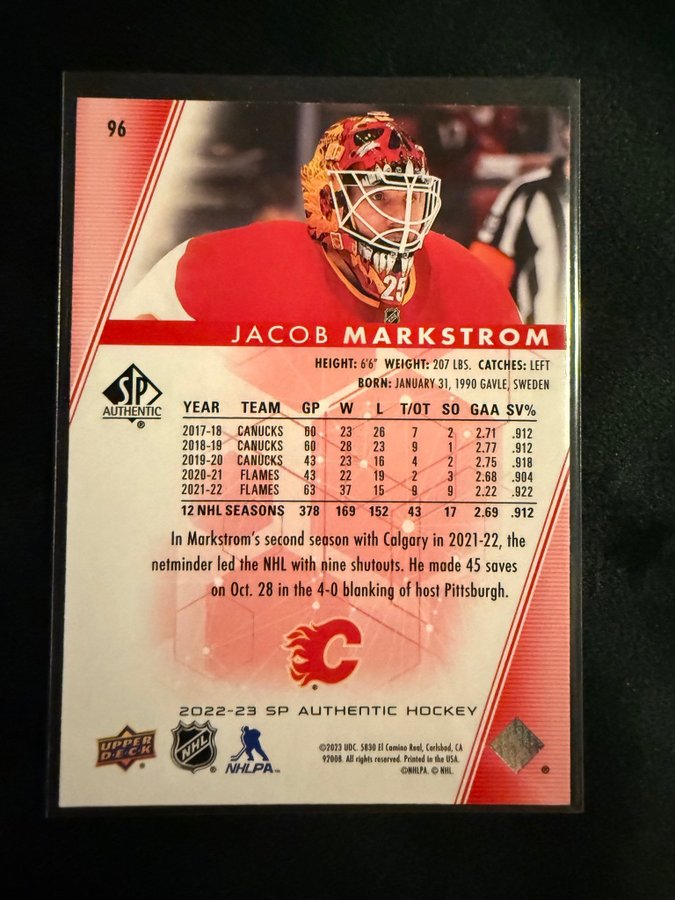 96
25
JACOB MARKSTROM
HEIGHT: 6'6" WEIGHT: 207 LBS. CATCHES: LEFT
BORN: JANUARY 31, 1990 GAVLE, SWEDEN
SP
AUTHENTIC
®
YEAR TEAM GP W L T/OT SO GAA SV%
2017-18 CANUCKS 60 23 26 7 2 2.71 .912
2018-19 CANUCKS 60 28 23 9 1 2.77 .912
2019-20 CANUCKS 43 23 16 4 2 2.75 .918
2020-21 FLAMES 43 22 19 2 3 2.68 .904
2021-22 FLAMES 63 37 15 9 9 2.22 .922
12 NHL SEASONS 378 169 152 43 17 2.69 .912
In Markstrom's second season with Calgary in 2021-22, the
netminder led the NHL with nine shutouts. He made 45 saves
on Oct. 28 in the 4-0 blanking of host Pittsburgh.
C
®
2022-23 SP AUTHENTIC HOCKEY
UPPER
D·E·C·K
®
NHL
®
NHLPA™
©2023 UDC. 5830 El Camino Real, Carlsbad, CA
92008. All rights reserved. Printed in the USA.
©NHLPA. © NHL.
®